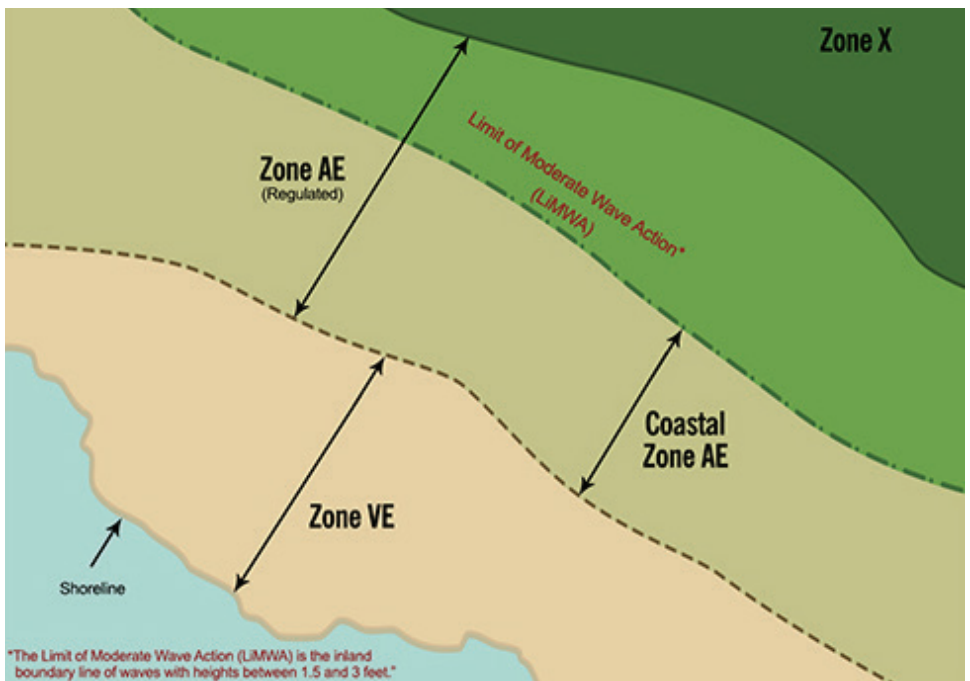 Zone X
Limit of Moderate Wave Action*
(LiMWA)
Zone AE
(Regulated)
Coastal
Zone AE
Zone VE
Shoreline
*The Limit of Moderate Wave Action (LiMWA) is the inland
boundary line of waves with heights between 1.5 and 3 feet."